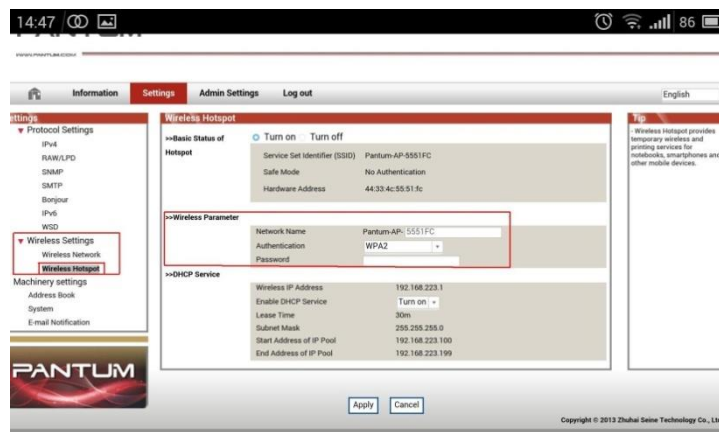 14:47
86
PANTUM
Information Settings Admin Settings Log out
English
ettings
Protocol Settings
IPv4
RAW/LPD
SNMP
SMTP
Bonjour
IPv6
WSD
Wireless Settings
Wireless Network
Wireless Hotspot
Machinery settings
Address Book
System
E-mail Notification
PANTUM
Wireless Hotspot
>>Basic Status of Hotspot
Turn on Turn off
Service Set Identifier (SSID) Pantum-AP-5551FC
Safe Mode No Authentication
Hardware Address 44:33:4c:55:51:fc
>>Wireless Parameter
Network Name Pantum-AP- 5551FC
Authentication WPA2
Password
>>DHCP Service
Wireless IP Address 192.168.223.1
Enable DHCP Service Turn on
Lease Time 30m
Subnet Mask 255.255.255.0
Start Address of IP Pool 192.168.223.100
End Address of IP Pool 192.168.223.199
Apply Cancel
Tip
- Wireless Hotspot provides
temporary wireless and
printing services for
notebooks, smartphones and
other mobile devices.
Copyright © 2013 Zhuhai Seine Technology Co., Lt